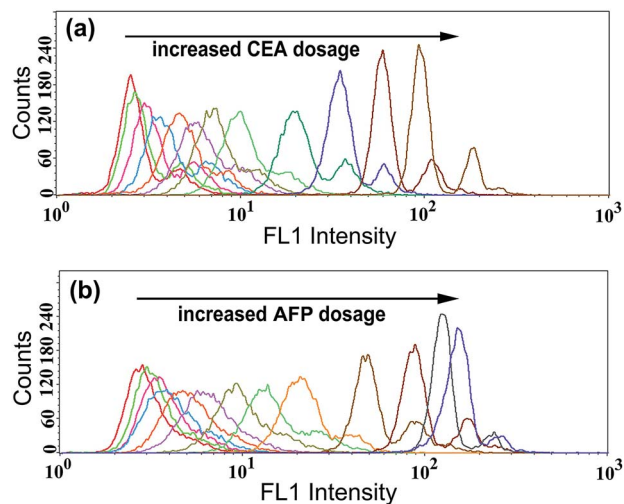 (a)
increased CEA dosage
Counts
240
180
120
60
0
10^0
10^1
10^2
10^3
FL1 Intensity
(b)
increased AFP dosage
Counts
240
180
120
60
0
10^0
10^1
10^2
10^3
FL1 Intensity